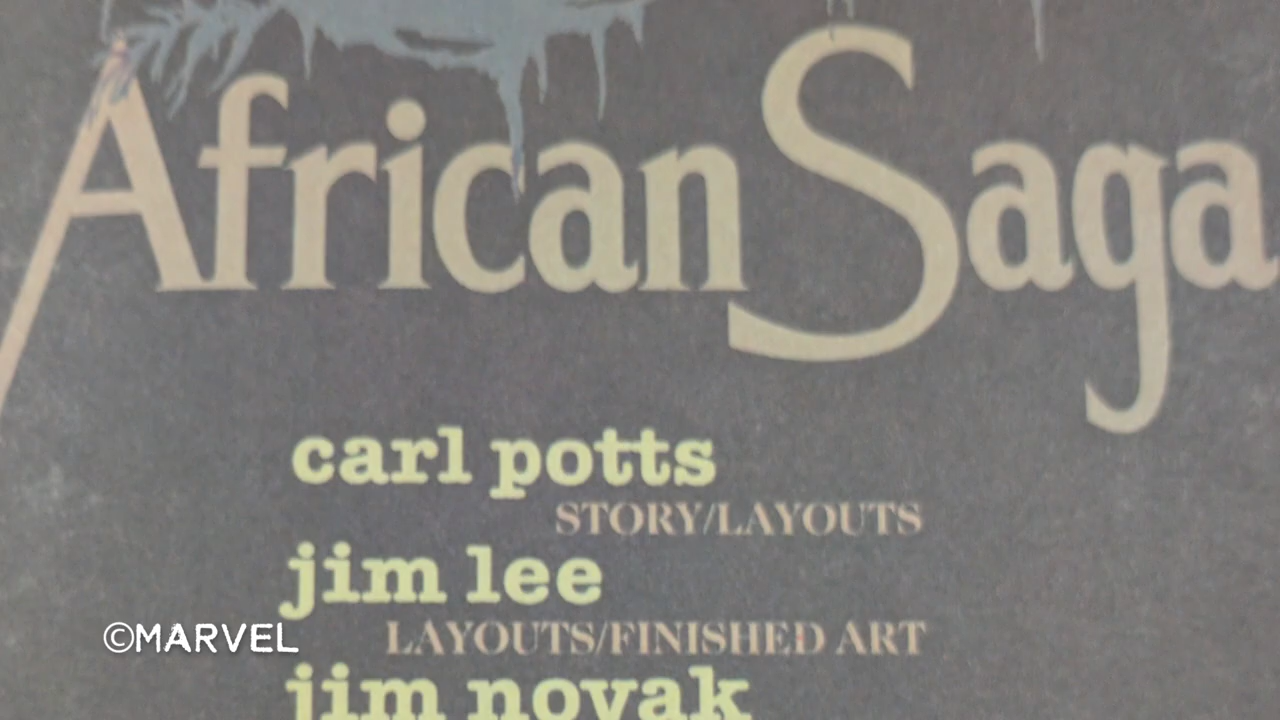 African Saga
carl potts
STORY/LAYOUTS
jim lee
LAYOUTS/FINISHED ART
©MARVEL
jim novak